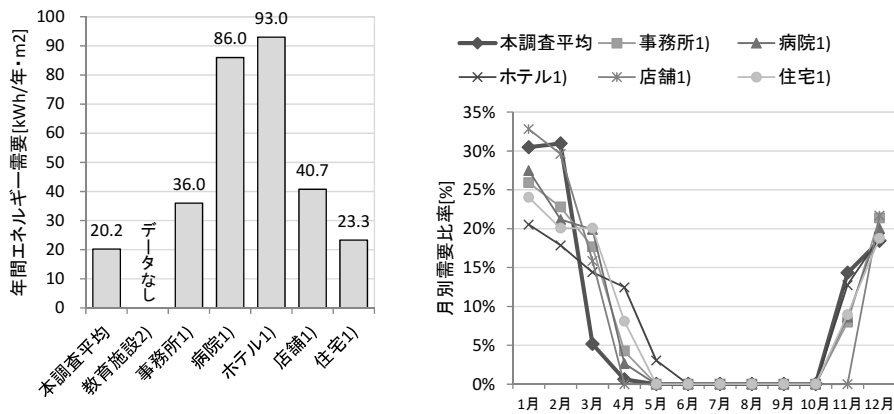 年間エネルギー需要[kWh/年・m2]
100
90
80
70
60
50
40
30
20
10
0
20.2
データなし
36.0
86.0
93.0
40.7
23.3
本調査平均
教育施設2)
事務所1)
病院1)
ホテル1)
店舗1)
住宅1)
本調査平均 事務所1) 病院1)
ホテル1) 店舗1) 住宅1)
月別需要比率[%]
35%
30%
25%
20%
15%
10%
5%
0%
1月 2月 3月 4月 5月 6月 7月 8月 9月 10月 11月 12月